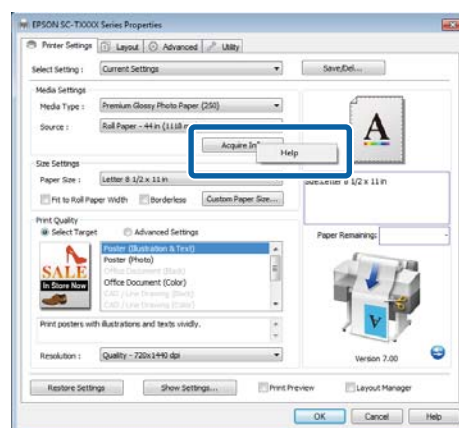 EPSON SC-TXXXX Series Properties
Printer Settings Layout Advanced Utility
Select Setting : Current Settings Save/Del...
Media Settings
Media Type : Premium Glossy Photo Paper (250)
Source : Roll Paper - 44 in (1118 m
Acquire In
Help
A
Size Settings
Paper Size : Letter 8 1/2 x 11 in
Size:Letter 8 1/2 x 11 in
Fit to Roll Paper Width Borderless Custom Paper Size...
Print Quality
Select Target Advanced Settings
Paper Remaining: -
SALE
In Store Now
Poster (Illustration & Text)
Poster (Photo)
Office Document (Black)
Office Document (Color)
CAD / Line Drawing (Black)
CAD / Line Drawing (Color)
Print posters with illustrations and texts vividly.
Resolution : Quality - 720x1440 dpi
A
V
Version 7.00
Restore Settings Show Settings... Print Preview Layout Manager
OK Cancel Help